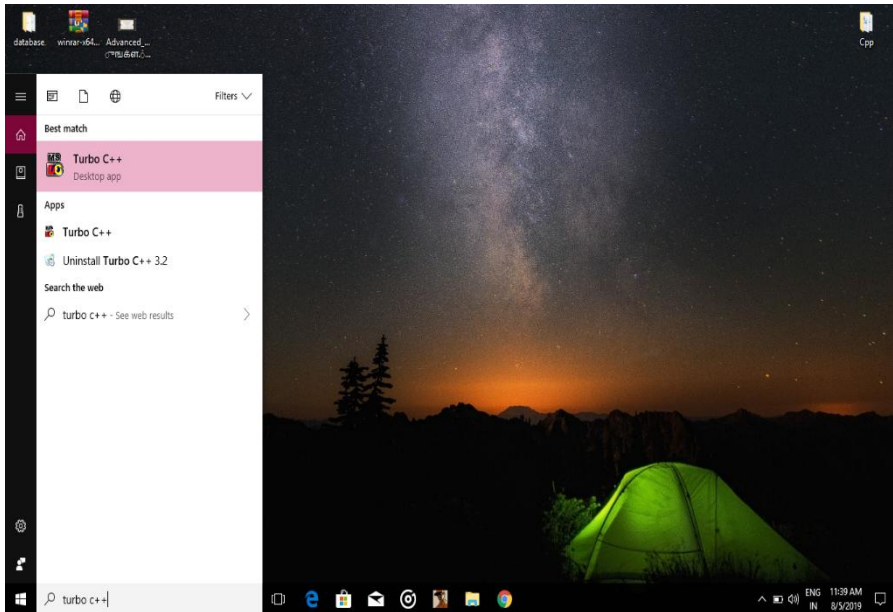 database
winrar-x64...
Advanced_...
Cpp
Filters
Best match
Turbo C++
Desktop app
Apps
Turbo C++
Uninstall Turbo C++ 3.2
Search the web
turbo c++ - See web results
turbo c++
ENG
IN
11:39 AM
8/5/2019